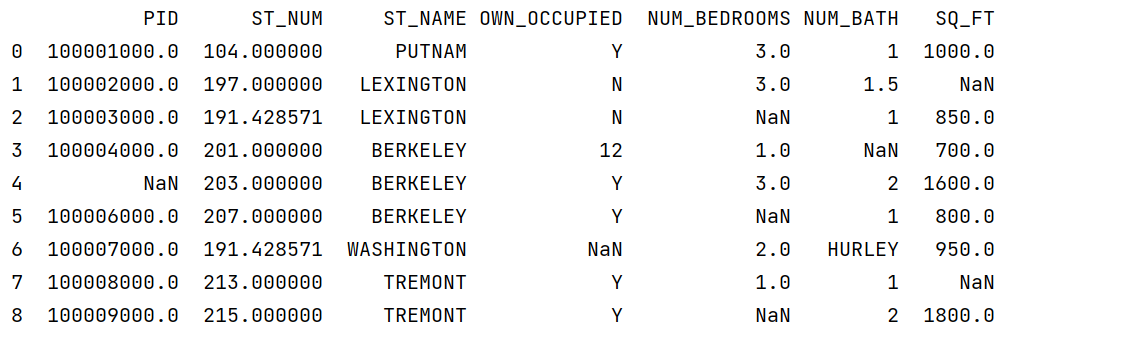 PID ST_NUM ST_NAME OWN_OCCUPIED NUM_BEDROOMS NUM_BATH SQ_FT
0 100001000.0 104.000000 PUTNAM Y 3.0 1 1000.0
1 100002000.0 197.000000 LEXINGTON N 3.0 1.5 NaN
2 100003000.0 191.428571 LEXINGTON N NaN 1 850.0
3 100004000.0 201.000000 BERKELEY 12 1.0 NaN 700.0
4 NaN 203.000000 BERKELEY Y 3.0 2 1600.0
5 100006000.0 207.000000 BERKELEY Y NaN 1 800.0
6 100007000.0 191.428571 WASHINGTON NaN 2.0 HURLEY 950.0
7 100008000.0 213.000000 TREMONT Y 1.0 1 NaN
8 100009000.0 215.000000 TREMONT Y NaN 2 1800.0